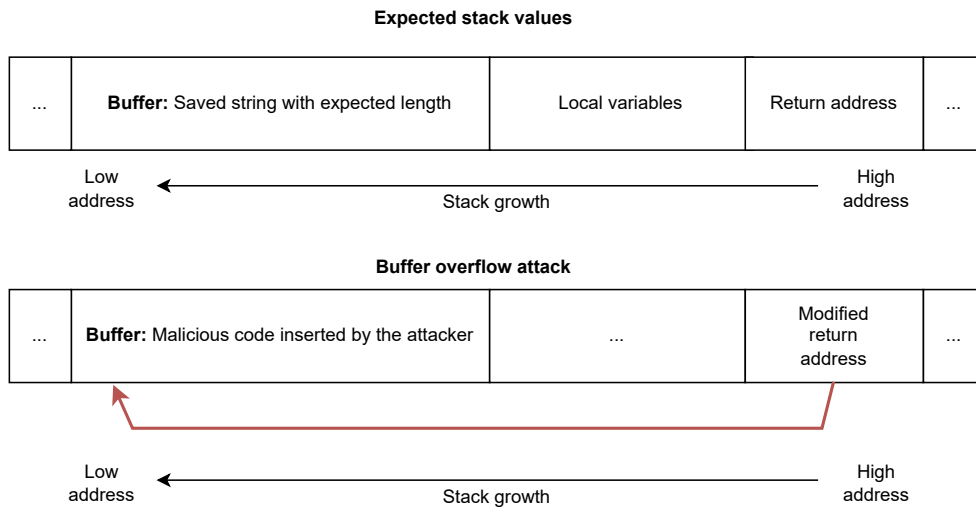 Expected stack values
...
Buffer: Saved string with expected length
Local variables
Return address
...
Low
address
Stack growth
High
address
Buffer overflow attack
...
Buffer: Malicious code inserted by the attacker
...
Modified
return
address
...
Low
address
Stack growth
High
address